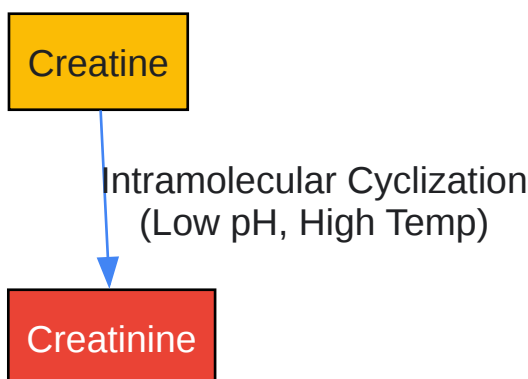 Creatine
Intramolecular Cyclization
(Low pH, High Temp)
Creatinine